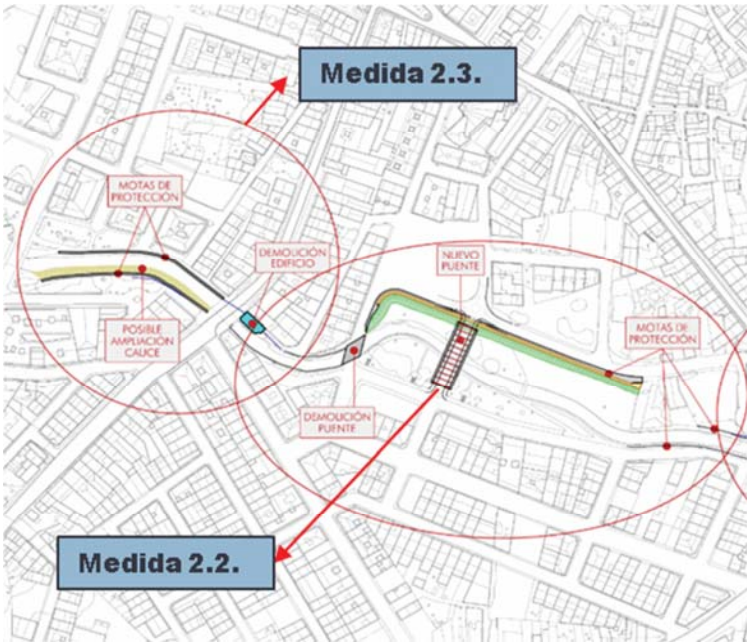 Medida 2.3.
MOTAS DE
PROTECCIÓN
DEMOLICIÓN
EDIFICIO
NUEVO
PUENTE
POSIBLE
AMPLIACIÓN
CAUCE
MOTAS DE
PROTECCIÓN
DEMOLICIÓN
PUENTE
Medida 2.2.